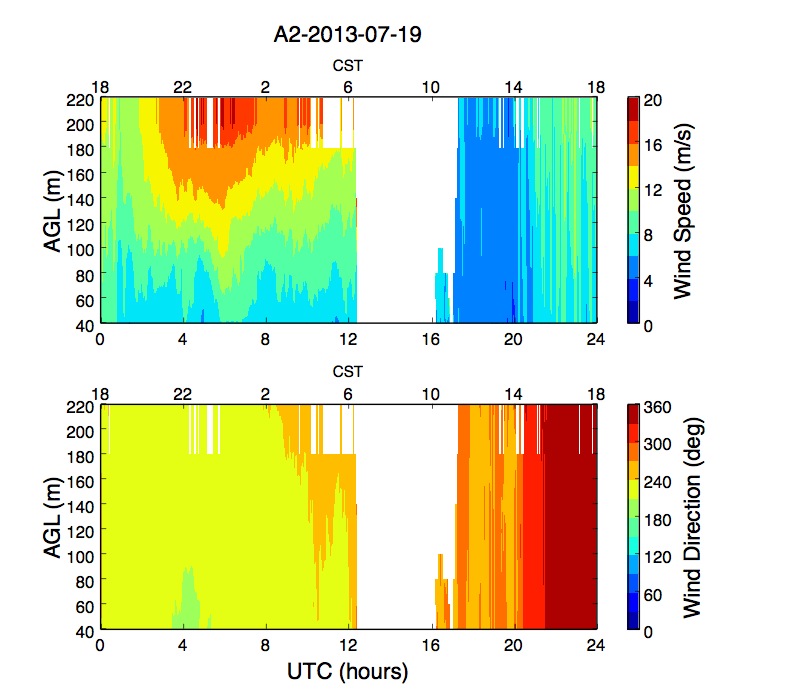 A2-2013-07-19
CST
18 22 2 6 10 14 18
220
200
180
160
140
120
100
80
60
40
AGL (m)
0 4 8 12 16 20 24
20
16
12
8
4
0
Wind Speed (m/s)
CST
18 22 2 6 10 14 18
220
200
180
160
140
120
100
80
60
40
AGL (m)
0 4 8 12 16 20 24
UTC (hours)
360
300
240
180
120
60
0
Wind Direction (deg)